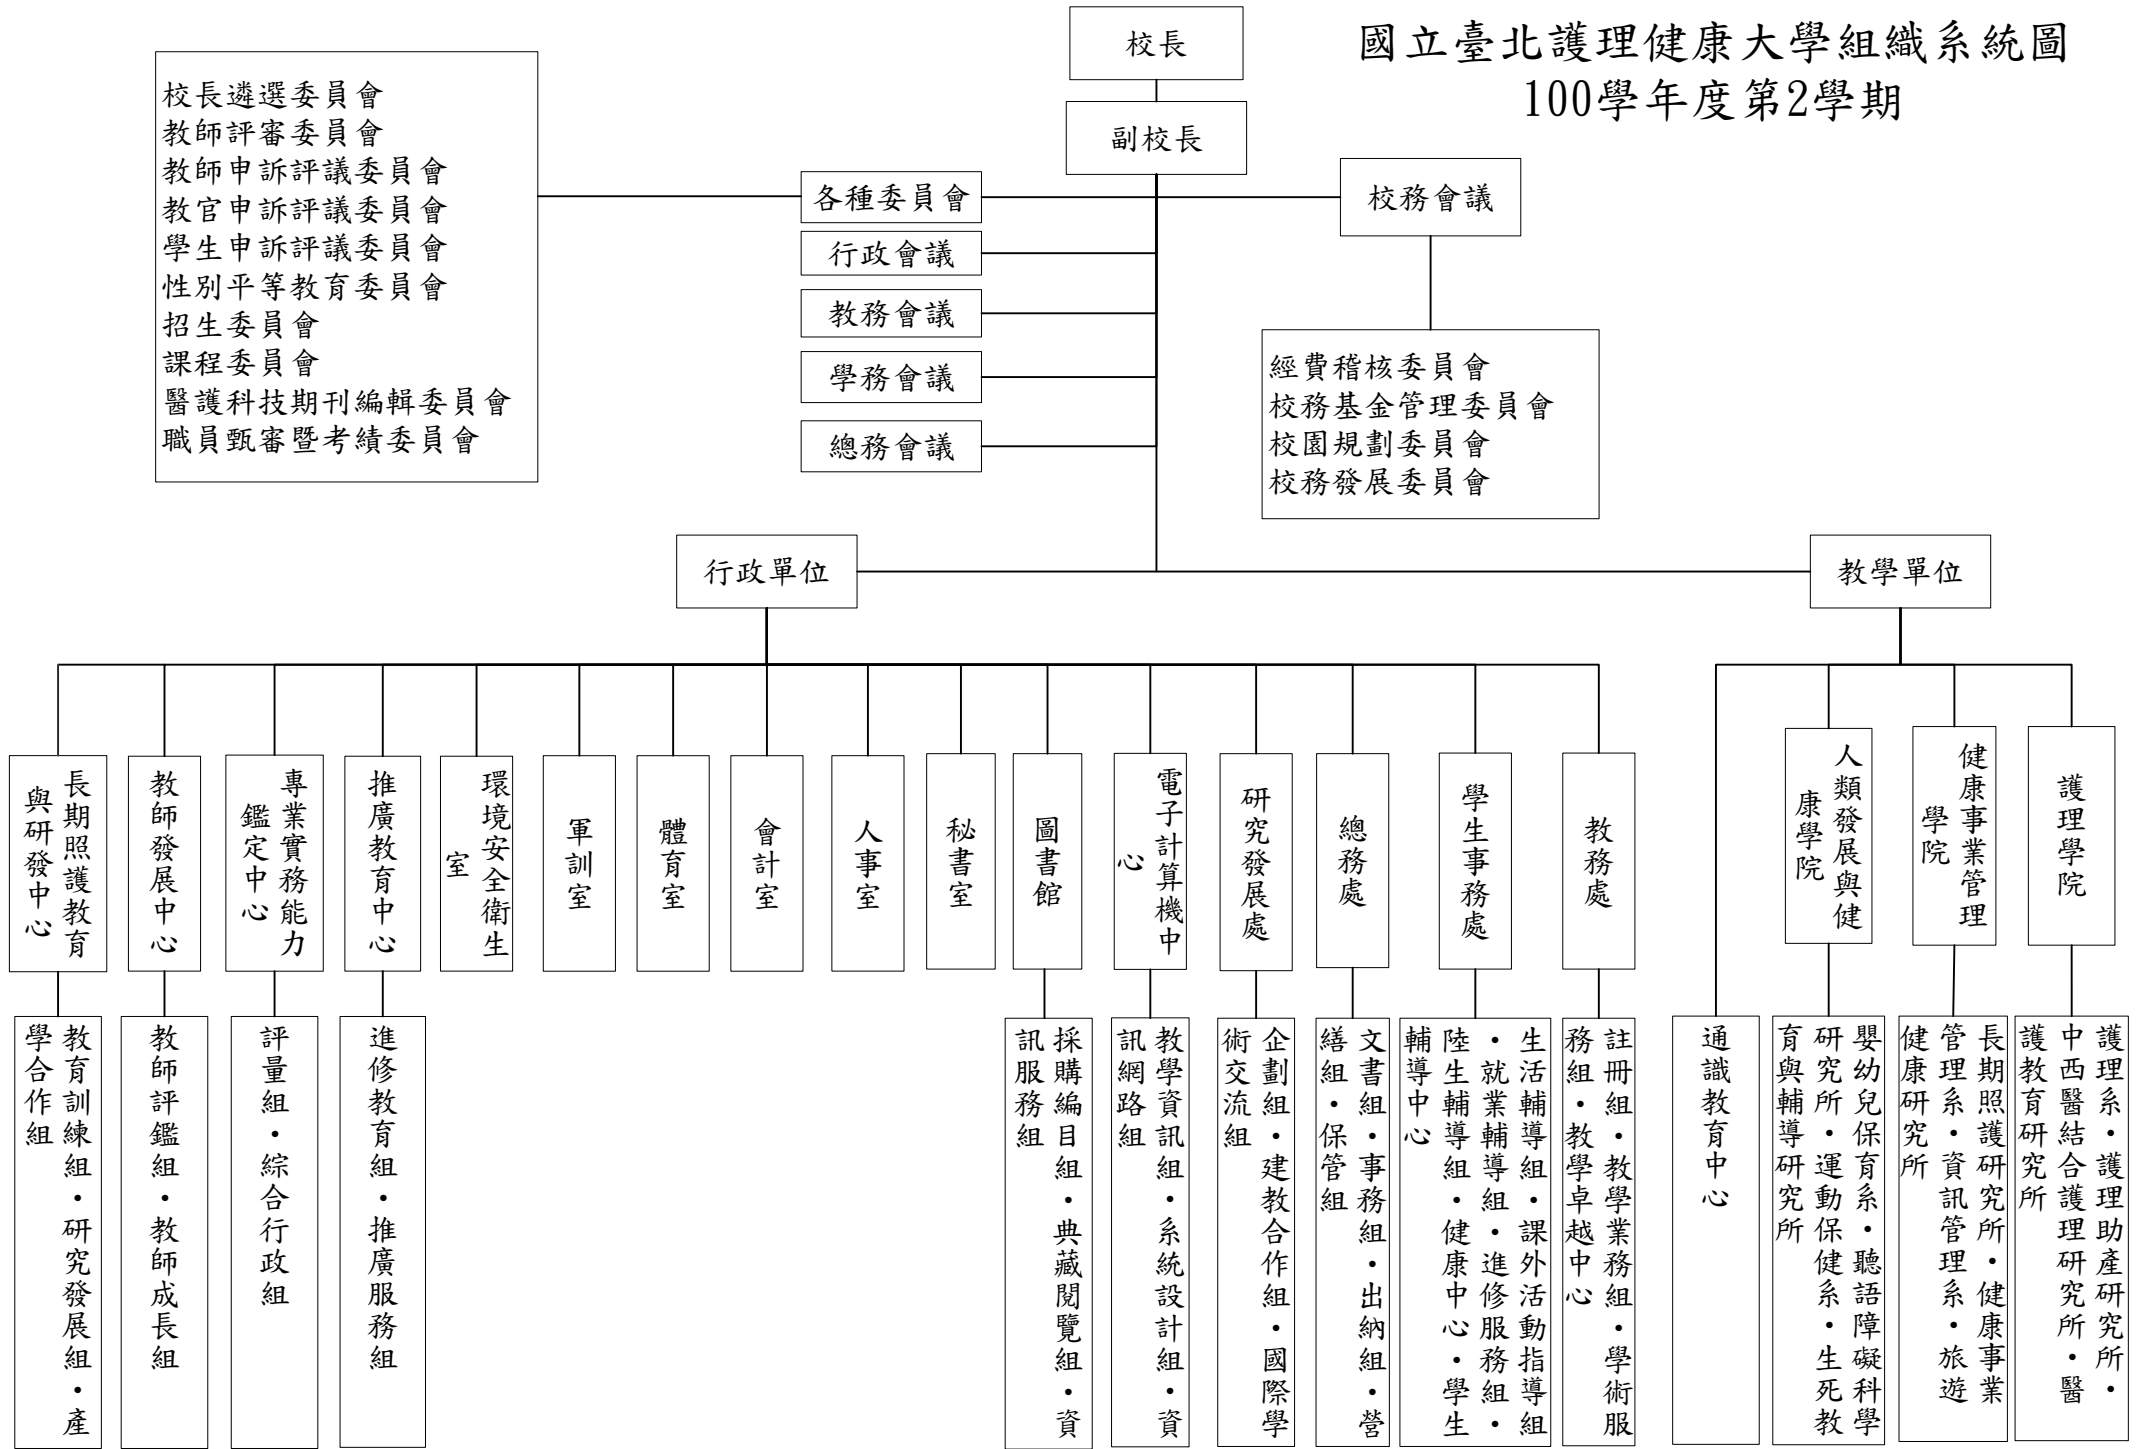 國立臺北護理健康大學組織系統圖
100學年度第2學期
校長
副校長
校長遴選委員會
教師評審委員會
教師申訴評議委員會
教官申訴評議委員會
學生申訴評議委員會
性別平等教育委員會
招生委員會
課程委員會
醫護科技期刊編輯委員會
職員甄審暨考績委員會
各種委員會
行政會議
教務會議
學務會議
總務會議
校務會議
經費稽核委員會
校務基金管理委員會
校園規劃委員會
校務發展委員會
行政單位
教學單位
長期照護教育
與研發中心
教師發展中心
專業實務能力
鑑定中心
推廣教育中心
環境安全衛生
室
軍訓室
體育室
會計室
人事室
秘書室
圖書館
電子計算機中
心
研究發展處
總務處
學生事務處
教務處
人類發展與健
康學院
健康事業管理
學院
護理學院
教育訓練組・研究發展組・產
學合作組
教師評鑑組・教師成長組
評量組・綜合行政組
進修教育組・推廣服務組
採購編目組・典藏閱覽組・資
訊服務組
教學資訊組・系統設計組・資
訊網路組
企劃組・建教合作組・國際學
術交流組
文書組・事務組・出納組・營
繕組・保管組
生活輔導組・課外活動指導組
・就業輔導組・進修服務組・
陸生輔導組・健康中心・學生
輔導中心
註冊組・教學業務組・學術服
務組・教學卓越中心
通識教育中心
嬰幼兒保育系・聽語障礙科學
研究所・運動保健系・生死教
育與輔導研究所
長期照護研究所・健康事業
管理系・資訊管理系・旅遊
健康研究所
護理系・護理助產研究所・
中西醫結合護理研究所・醫
護教育研究所